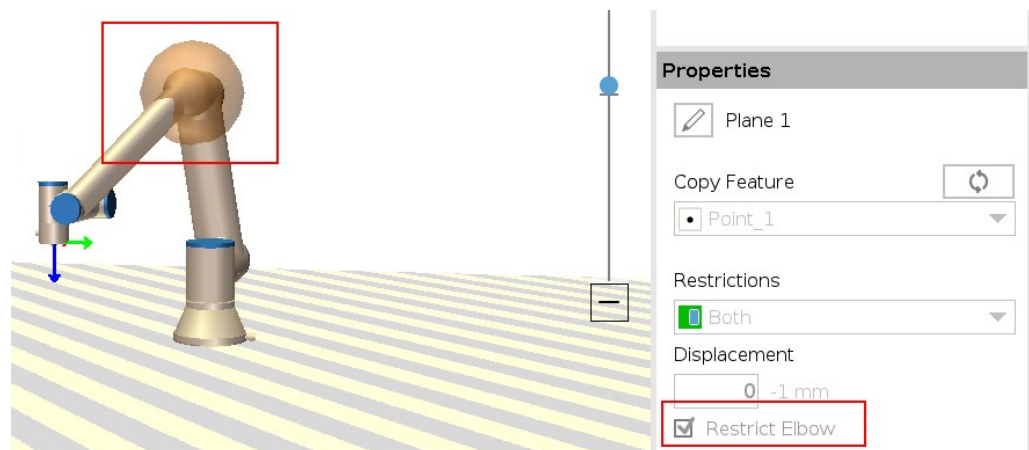 Properties
Plane 1
Copy Feature
Point_1
Restrictions
Both
Displacement
0 -1 mm
Restrict Elbow